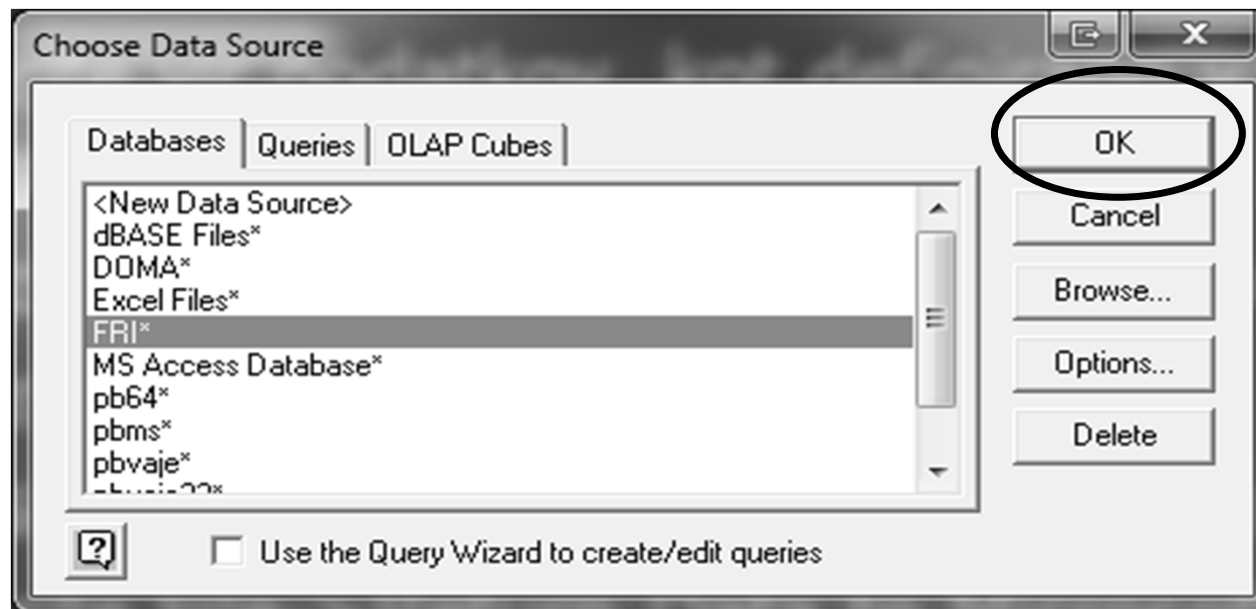 Choose Data Source
Databases Queries OLAP Cubes
<New Data Source>
dBASE Files*
DOMA*
Excel Files*
FRI*
MS Access Database*
pb64*
pbms*
pbvaje*
OK
Cancel
Browse...
Options...
Delete
Use the Query Wizard to create/edit queries